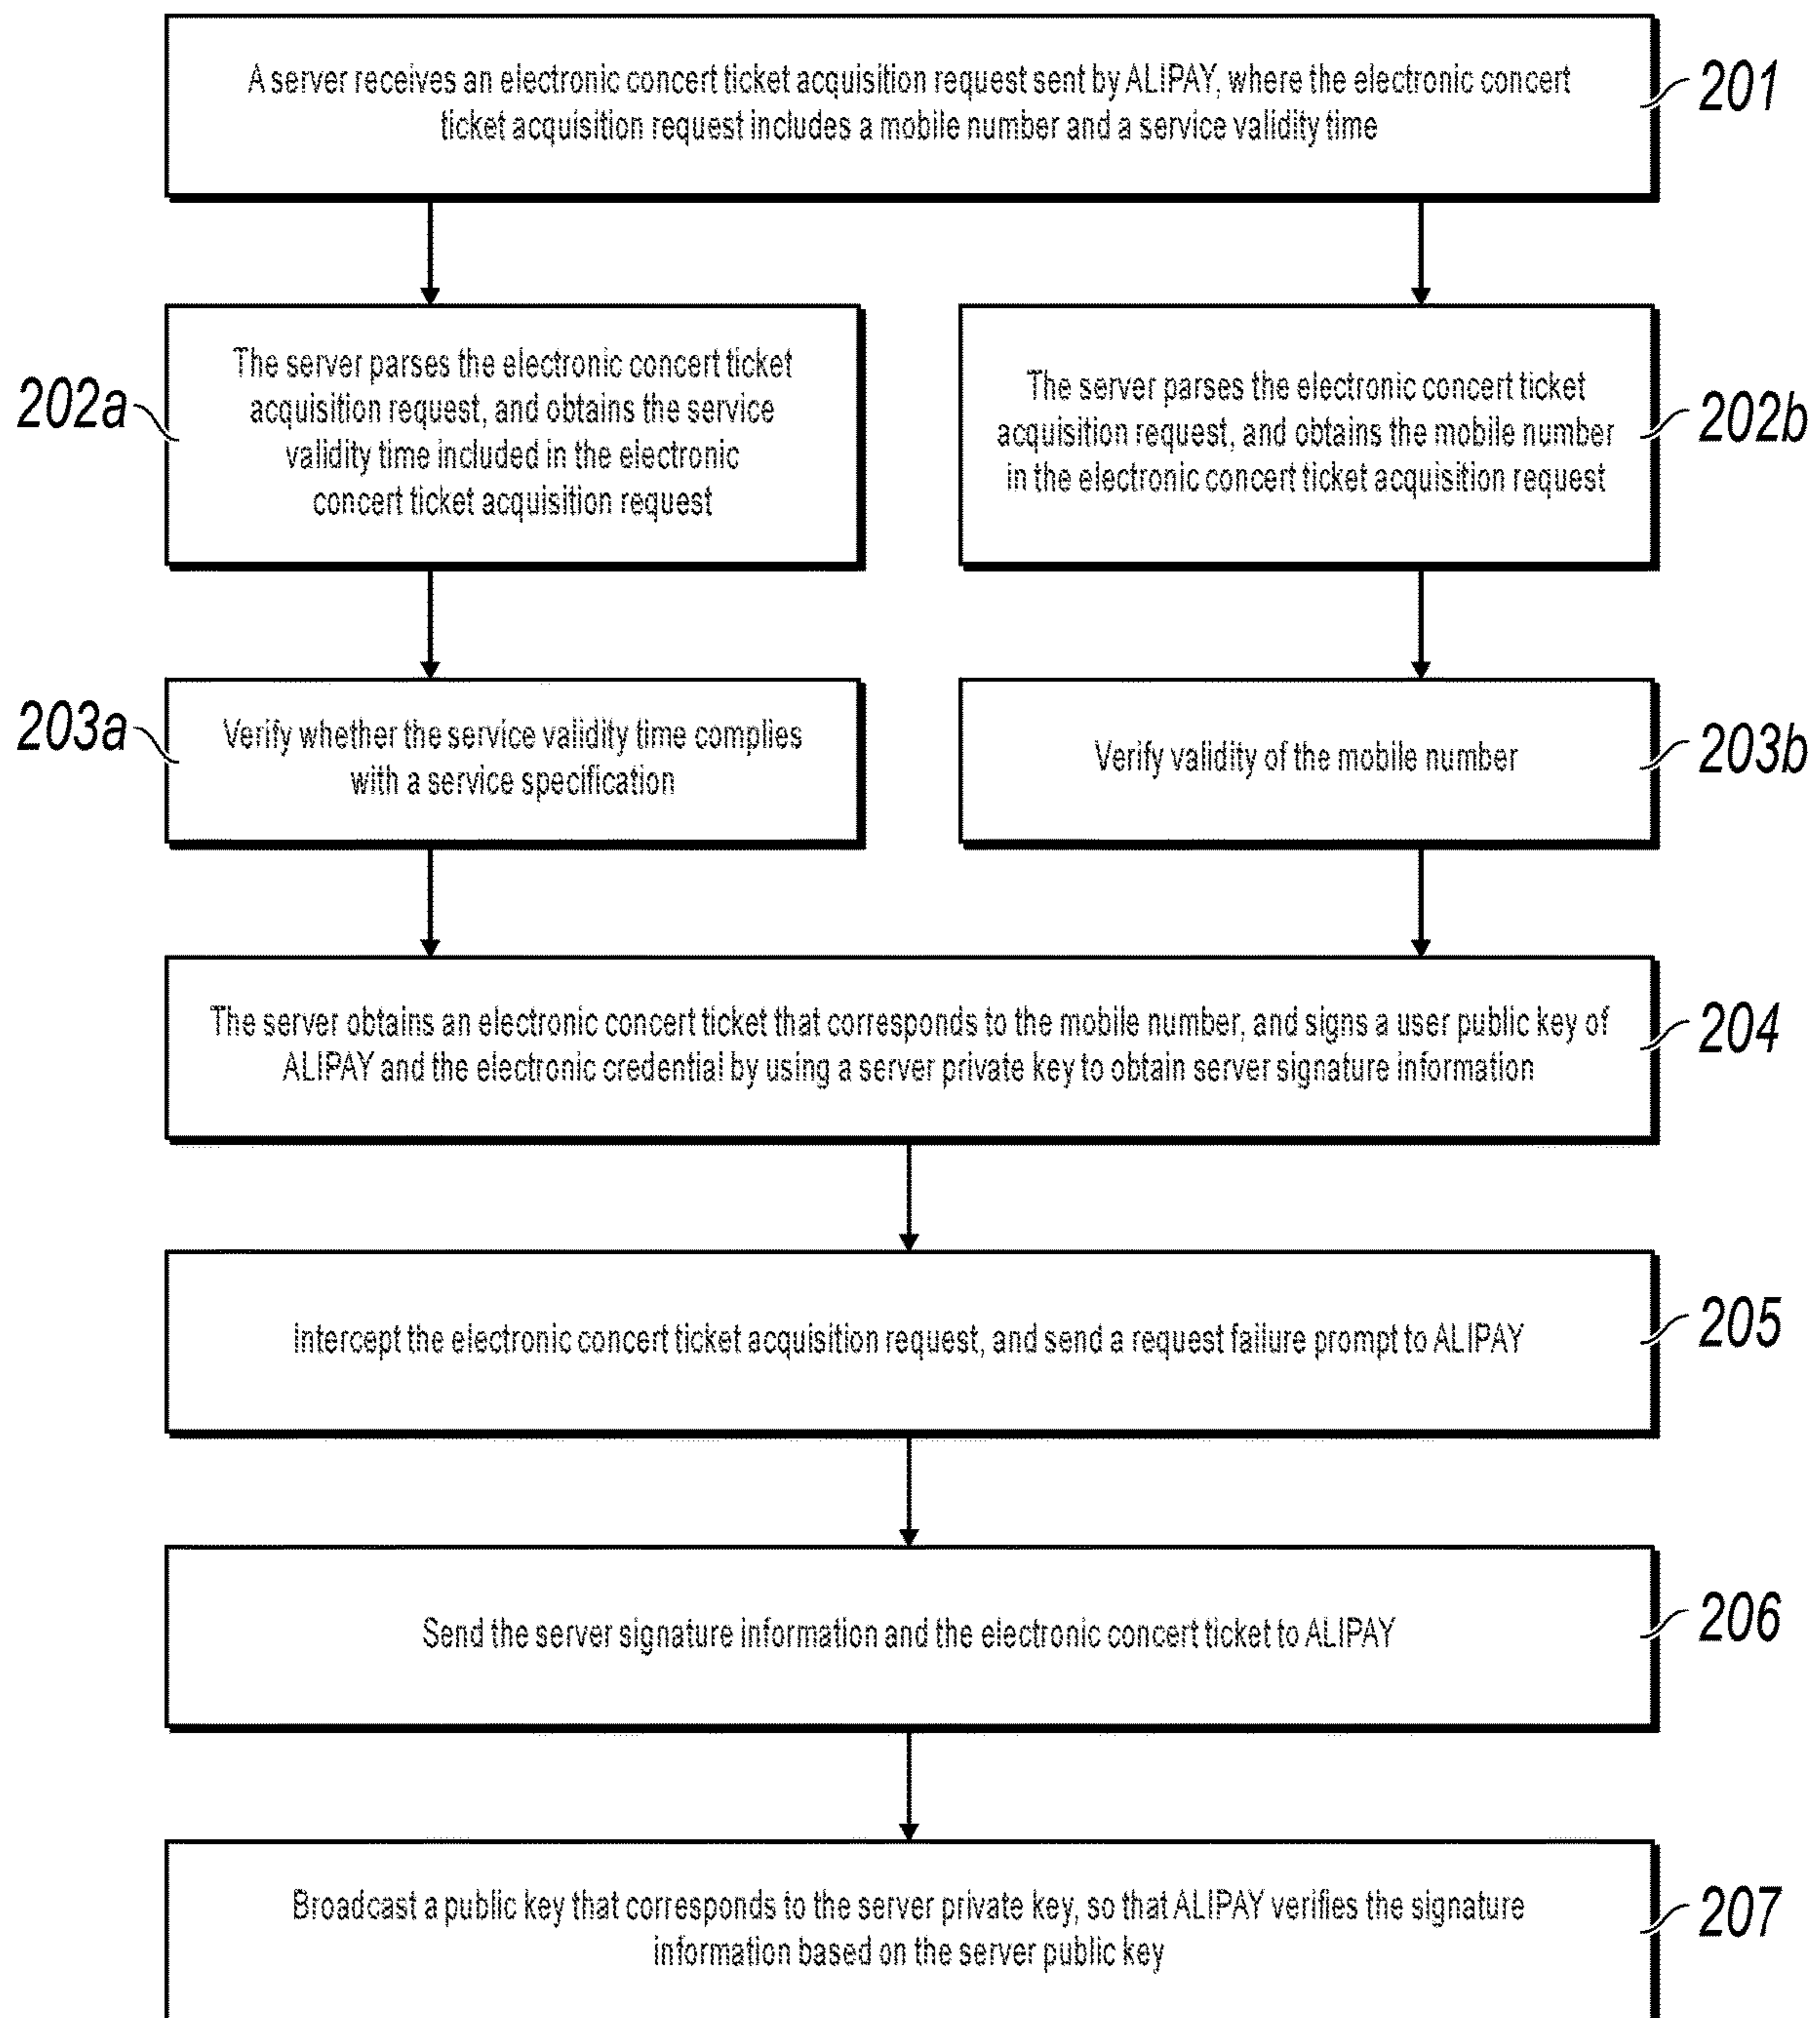 A server receives an electronic concert ticket acquisition request sent by ALIPAY, where the electronic concert
ticket acquisition request includes a mobile number and a service validity time
201
The server parses the electronic concert ticket
acquisition request, and obtains the service
validity time included in the electronic
concert ticket acquisition request
202a
The server parses the electronic concert ticket
acquisition request, and obtains the mobile number
in the electronic concert ticket acquisition request
202b
Verify whether the service validity time complies
with a service specification
203a
Verify validity of the mobile number
203b
The server obtains an electronic concert ticket that corresponds to the mobile number, and signs a user public key of
ALIPAY and the electronic credential by using a server private key to obtain server signature information
204
Intercept the electronic concert ticket acquisition request, and send a request failure prompt to ALIPAY
205
Send the server signature information and the electronic concert ticket to ALIPAY
206
Broadcast a public key that corresponds to the server private key, so that ALIPAY verifies the signature
information based on the server public key
207